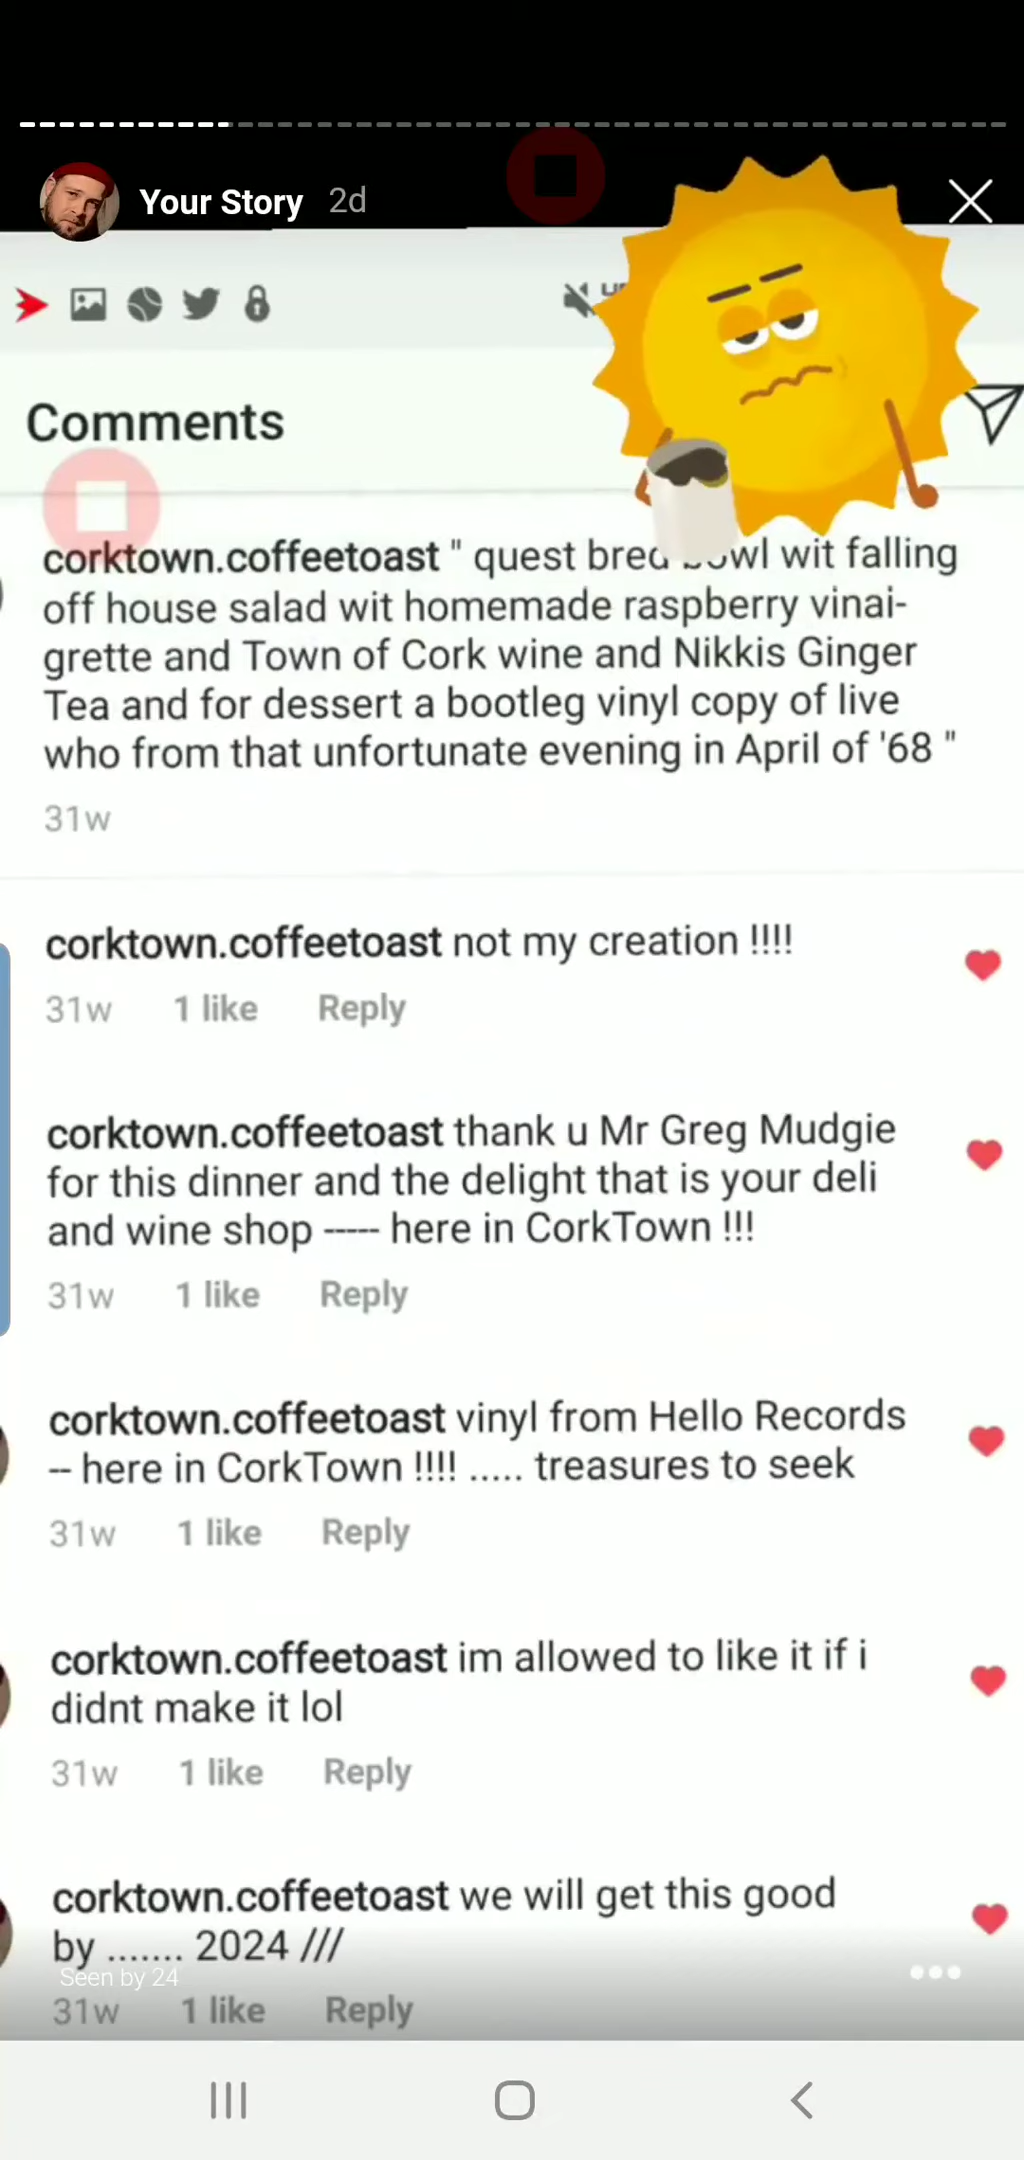 Your Story 2d
Comments
corktown.coffeetoast " quest bred bowl wit falling
off house salad wit homemade raspberry vinai-
grette and Town of Cork wine and Nikkis Ginger
Tea and for dessert a bootleg vinyl copy of live
who from that unfortunate evening in April of '68 "
31w
corktown.coffeetoast not my creation !!!!
31w 1 like Reply
corktown.coffeetoast thank u Mr Greg Mudgie
for this dinner and the delight that is your deli
and wine shop ----- here in CorkTown !!!
31w 1 like Reply
corktown.coffeetoast vinyl from Hello Records
-- here in CorkTown !!!! ..... treasures to seek
31w 1 like Reply
corktown.coffeetoast im allowed to like it if i
didnt make it lol
31w 1 like Reply
corktown.coffeetoast we will get this good
by ....... 2024 ///
Seen by 24
31w 1 like Reply